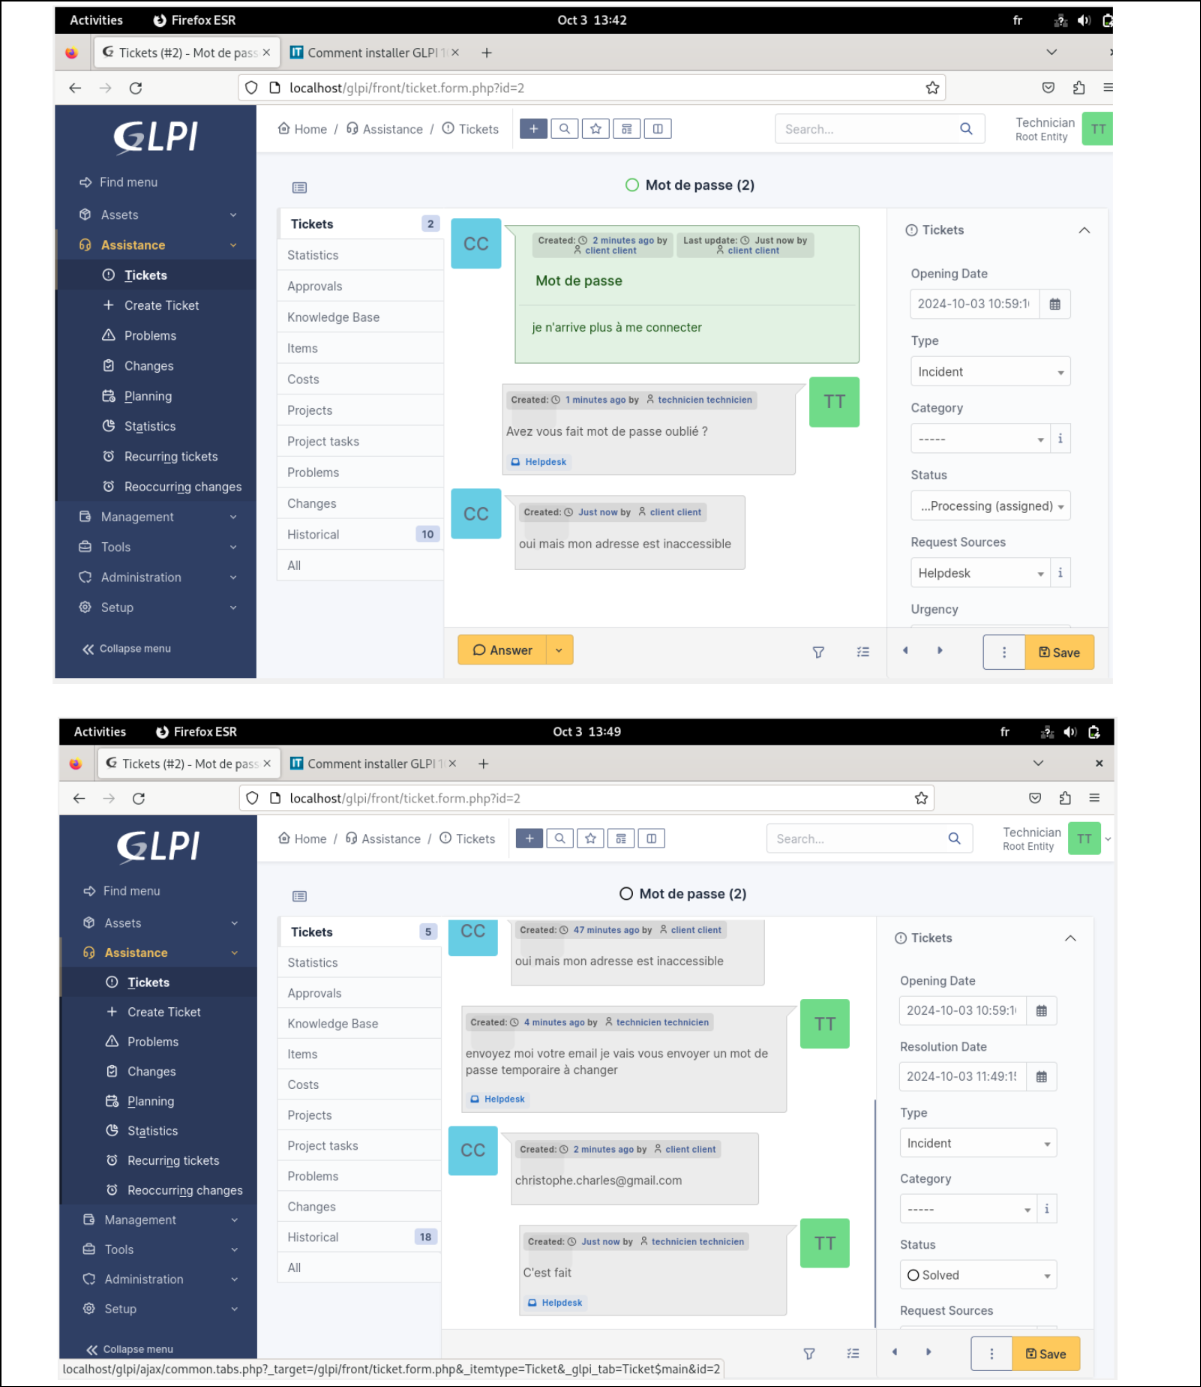 Activities Firefox ESR Oct 3 13:42 fr
Tickets (#2) - Mot de pass × Comment installer GLPI 1 × +
localhost/glpi/front/ticket.form.php?id=2
GLPI
Home / Assistance / Tickets
Search...
Technician
Root Entity
TT
Find menu
Assets
Assistance
Tickets
Create Ticket
Problems
Changes
Planning
Statistics
Recurring tickets
Reoccurring changes
Management
Tools
Administration
Setup
Collapse menu
Mot de passe (2)
Tickets 2
Statistics
Approvals
Knowledge Base
Items
Costs
Projects
Project tasks
Problems
Changes
Historical 10
All
CC
Created: 2 minutes ago by
client client
Last update: Just now by
client client
Mot de passe
je n'arrive plus à me connecter
Created: 1 minutes ago by technicien technicien
TT
Avez vous fait mot de passe oublié ?
Helpdesk
CC
Created: Just now by client client
oui mais mon adresse est inaccessible
Answer
Tickets
Opening Date
2024-10-03 10:59:1
Type
Incident
Category
-----
i
Status
...Processing (assigned)
Request Sources
Helpdesk
i
Urgency
Save
Activities Firefox ESR Oct 3 13:49 fr
Tickets (#2) - Mot de pass × Comment installer GLPI 1 × +
×
localhost/glpi/front/ticket.form.php?id=2
GLPI
Home / Assistance / Tickets
Search...
Technician
Root Entity
TT
Find menu
Assets
Assistance
Tickets
Create Ticket
Problems
Changes
Planning
Statistics
Recurring tickets
Reoccurring changes
Management
Tools
Administration
Setup
Collapse menu
Mot de passe (2)
Tickets 5
Statistics
Approvals
Knowledge Base
Items
Costs
Projects
Project tasks
Problems
Changes
Historical 18
All
CC
Created: 47 minutes ago by client client
oui mais mon adresse est inaccessible
Created: 4 minutes ago by technicien technicien
TT
envoyez moi votre email je vais vous envoyer un mot de
passe temporaire à changer
Helpdesk
CC
Created: 2 minutes ago by client client
christophe.charles@gmail.com
Created: Just now by technicien technicien
TT
C'est fait
Helpdesk
Tickets
Opening Date
2024-10-03 10:59:1
Resolution Date
2024-10-03 11:49:1
Type
Incident
Category
-----
i
Status
Solved
Request Sources
Save
localhost/glpi/ajax/common.tabs.php?_target=/glpi/front/ticket.form.php&_itemtype=Ticket&_glpi_tab=Ticket$main&id=2